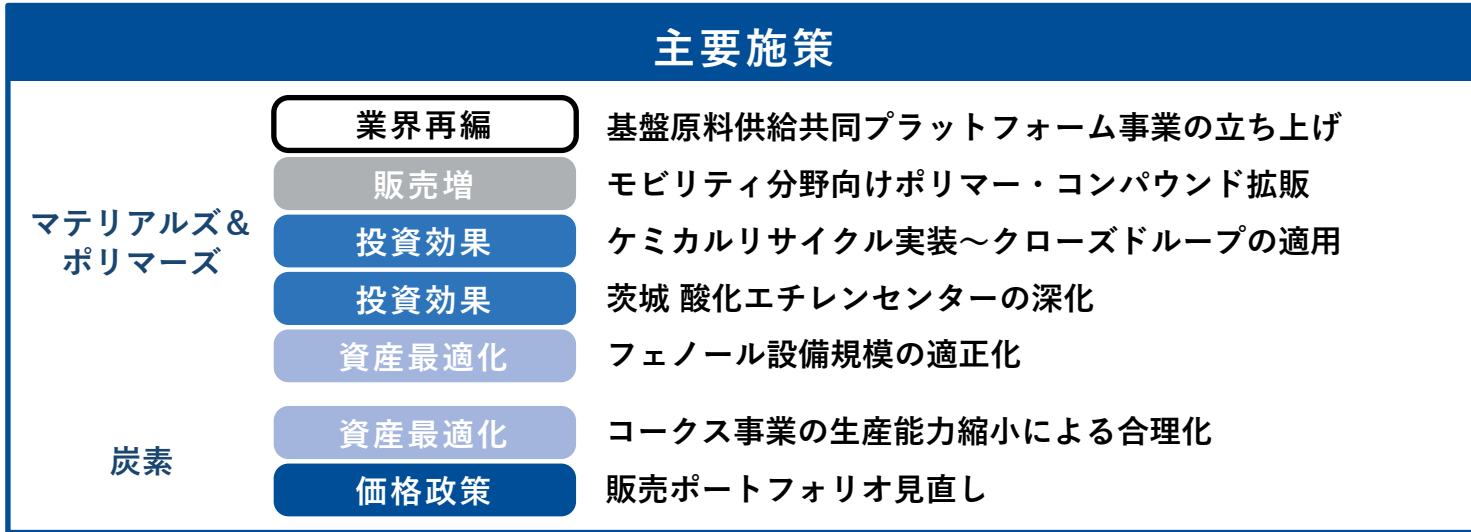 主要施策
マテリアルズ&
ポリマーズ
業界再編 基盤原料供給共同プラットフォーム事業の立ち上げ
販売増 モビリティ分野向けポリマー・コンパウンド拡販
投資効果 ケミカルリサイクル実装～クローズドループの適用
投資効果 茨城 酸化エチレンセンターの深化
資産最適化 フェノール設備規模の適正化
炭素
資産最適化 コークス事業の生産能力縮小による合理化
価格政策 販売ポートフォリオ見直し